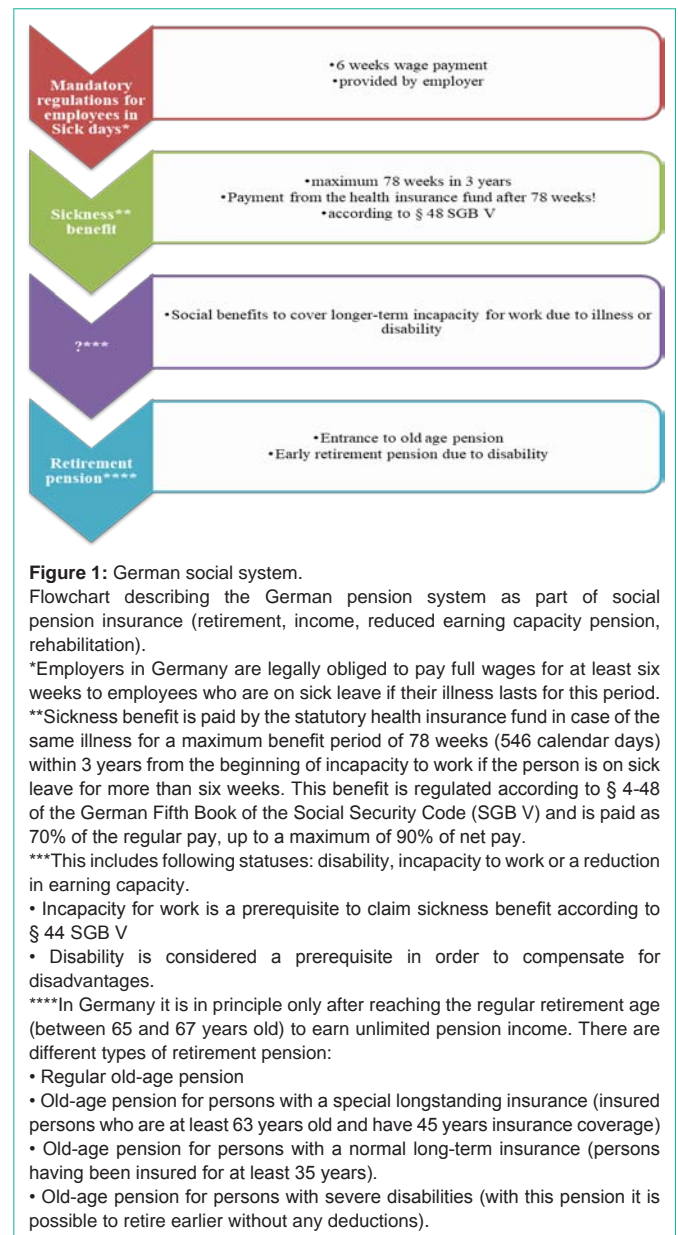 Mandatory
regulations for
employees in
Sick days*
•6 weeks wage payment
•provided by employer
Sickness**
benefit
•maximum 78 weeks in 3 years
•Payment from the health insurance fund after 78 weeks!
•according to § 48 SGB V
?***
•Social benefits to cover longer-term incapacity for work due to illness or
disability
Retirement
pension****
•Entrance to old age pension
•Early retirement pension due to disability
Figure 1: German social system.
Flowchart describing the German pension system as part of social
pension insurance (retirement, income, reduced earning capacity pension,
rehabilitation).
*Employers in Germany are legally obliged to pay full wages for at least six
weeks to employees who are on sick leave if their illness lasts for this period.
**Sickness benefit is paid by the statutory health insurance fund in case of the
same illness for a maximum benefit period of 78 weeks (546 calendar days)
within 3 years from the beginning of incapacity to work if the person is on sick
leave for more than six weeks. This benefit is regulated according to § 4-48
of the German Fifth Book of the Social Security Code (SGB V) and is paid as
70% of the regular pay, up to a maximum of 90% of net pay.
***This includes following statuses: disability, incapacity to work or a reduction
in earning capacity.
• Incapacity for work is a prerequisite to claim sickness benefit according to
§ 44 SGB V
• Disability is considered a prerequisite in order to compensate for
disadvantages.
****In Germany it is in principle only after reaching the regular retirement age
(between 65 and 67 years old) to earn unlimited pension income. There are
different types of retirement pension:
• Regular old-age pension
• Old-age pension for persons with a special longstanding insurance (insured
persons who are at least 63 years old and have 45 years insurance coverage)
• Old-age pension for persons with a normal long-term insurance (persons
having been insured for at least 35 years).
• Old-age pension for persons with severe disabilities (with this pension it is
possible to retire earlier without any deductions).